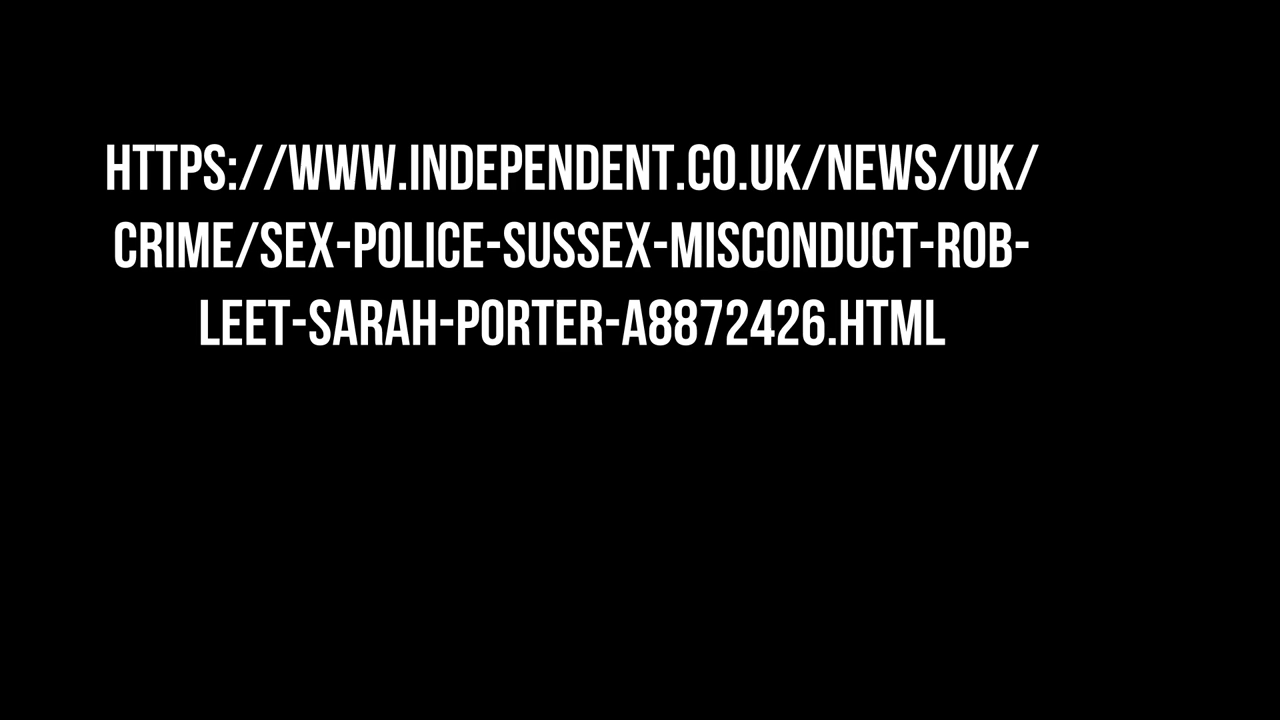 HTTPS://WWW.INDEPENDENT.CO.UK/NEWS/UK/
CRIME/SEX-POLICE-SUSSEX-MISCONDUCT-ROB-
LEET-SARAH-PORTER-A8872426.HTML